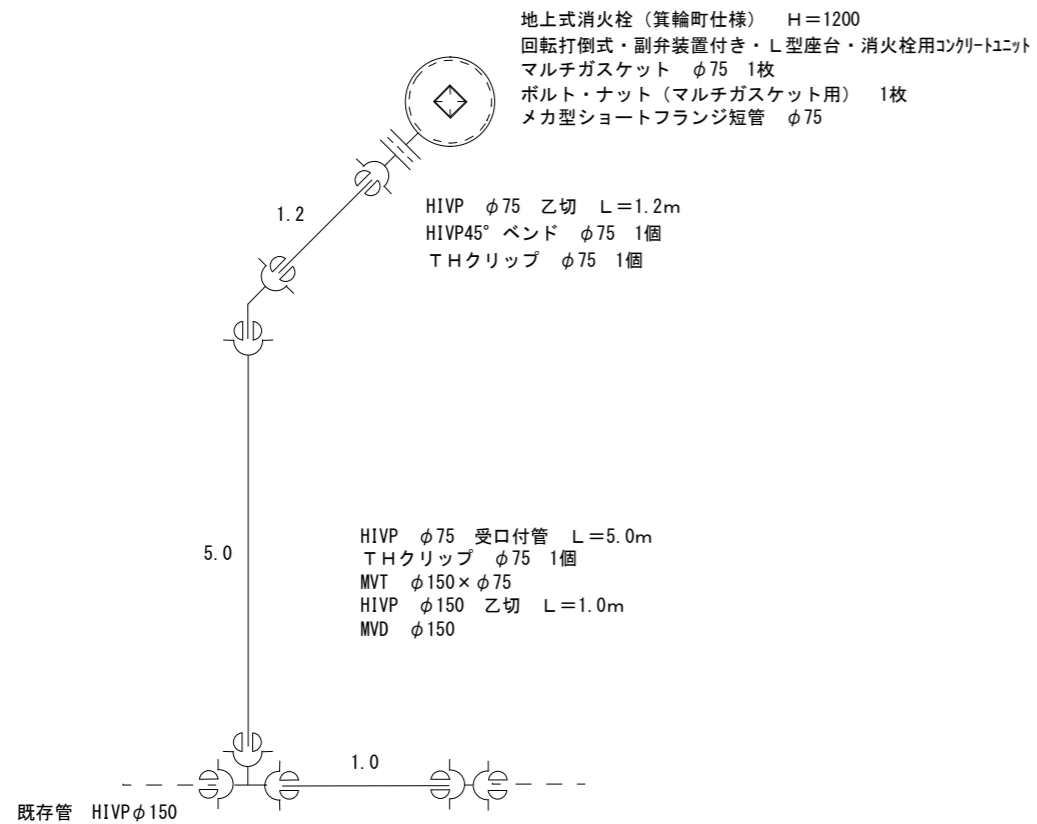 地上式消火栓（箕輪町仕様）　Ｈ＝1200
回転打倒式・副弁装置付き・Ｌ型座台・消火栓用ｺﾝｸﾘｰﾄﾕﾆｯﾄ
マルチガスケット　φ75　1枚
ボルト・ナット（マルチガスケット用）　1枚
メカ型ショートフランジ短管　φ75
1.2
HIVP　φ75　乙切　Ｌ＝1.2m
HIVP45°ベンド　φ75　1個
ＴＨクリップ　φ75　1個
5.0
HIVP　φ75　受口付管　Ｌ＝5.0m
ＴＨクリップ　φ75　1個
MVT　φ150×φ75
HIVP　φ150　乙切　Ｌ＝1.0m
MVD　φ150
1.0
既存管　HIVPφ150